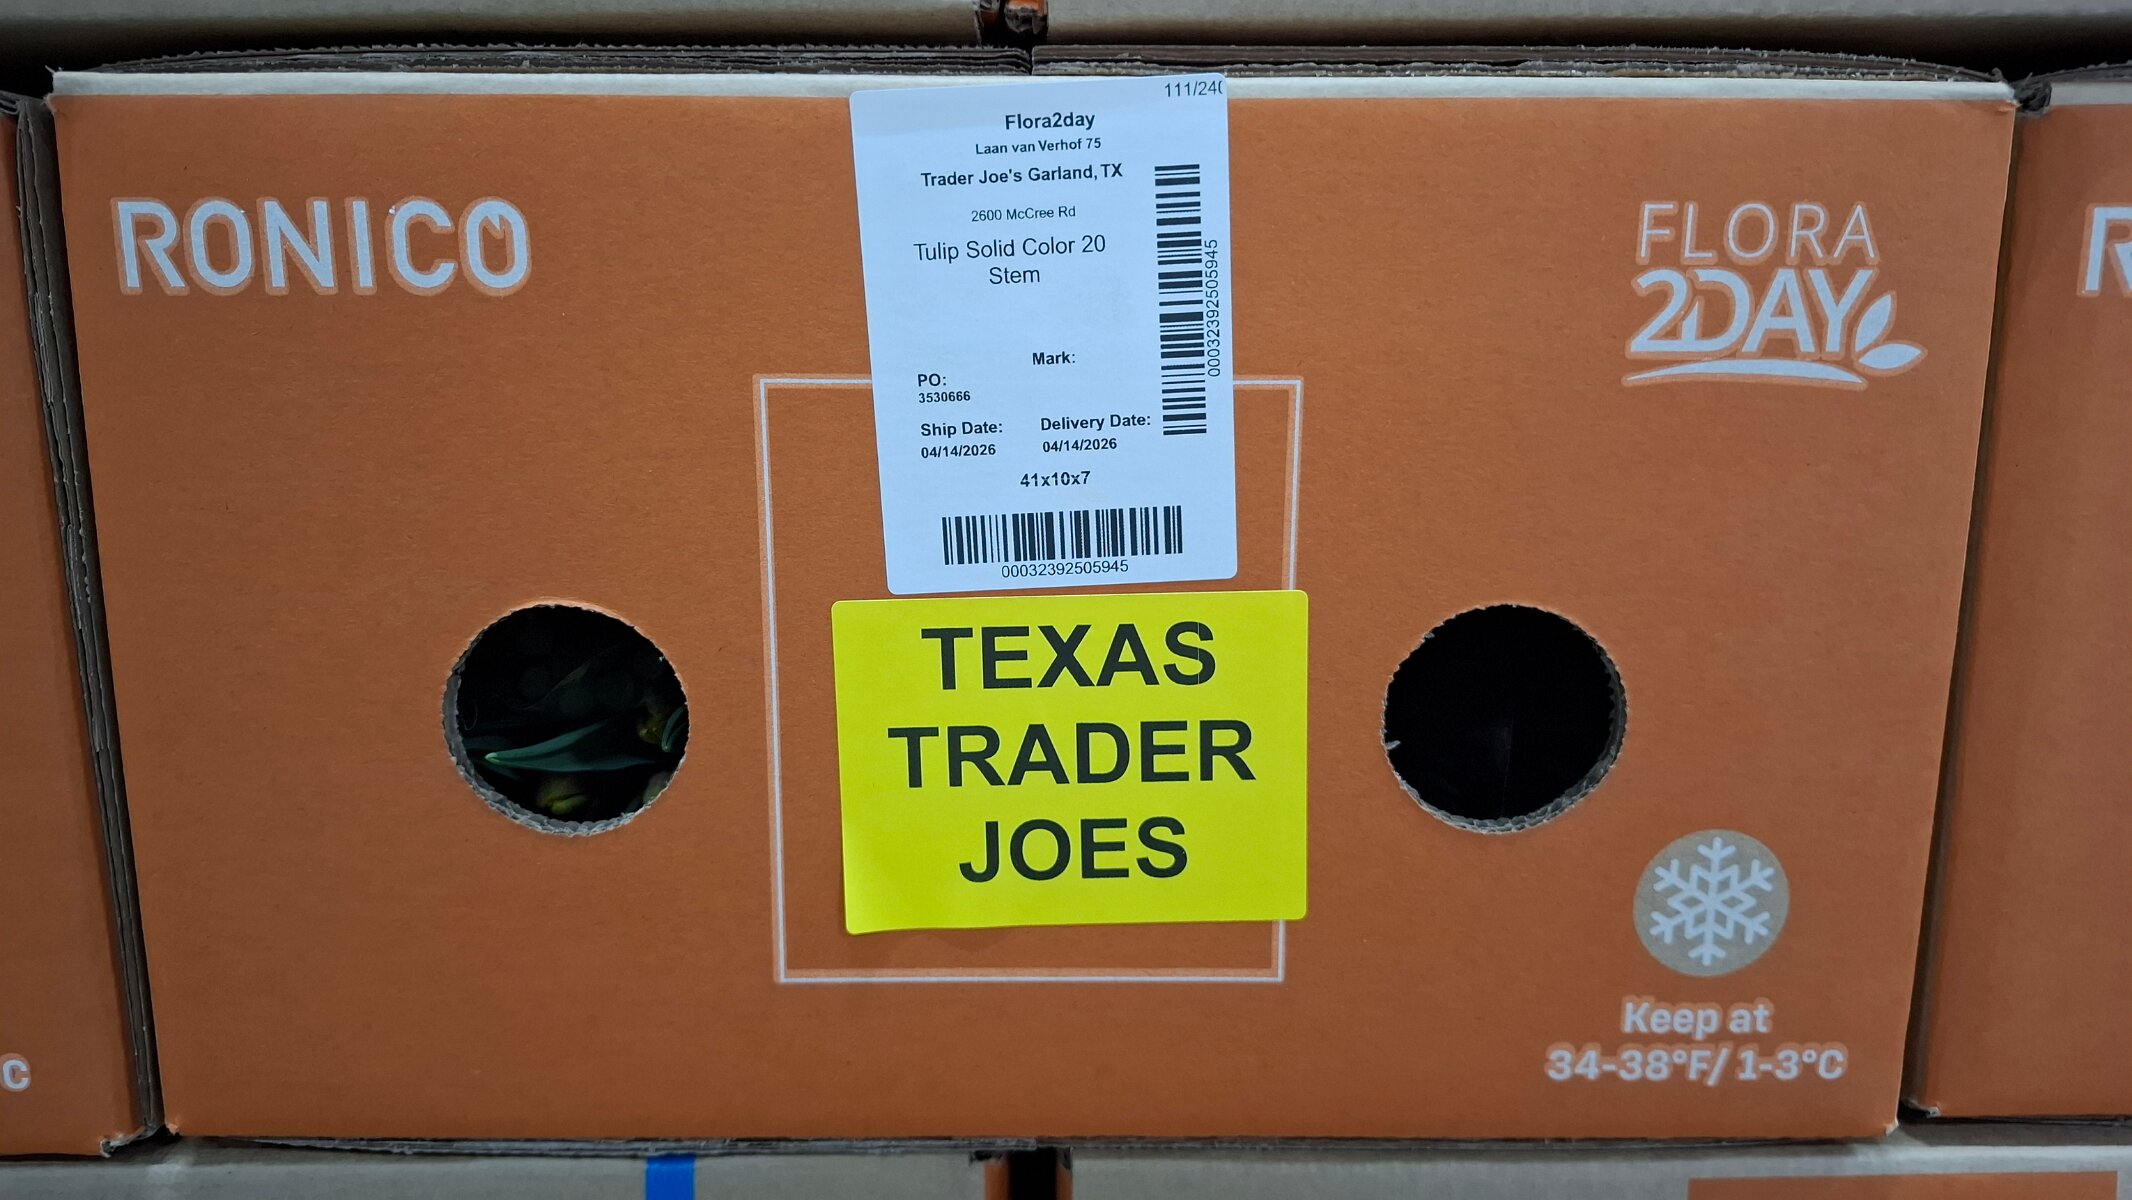 111/240
Flora2day
Laan van Verhof 75
Trader Joe's Garland, TX
2600 McCree Rd
Tulip Solid Color 20
Stem
00032392505945
Mark:
PO:
3530666
Ship Date:
04/14/2026
Delivery Date:
04/14/2026
41x10x7
00032392505945
RONICO
FLORA
2DAY
TEXAS
TRADER
JOES
Keep at
34-38°F/ 1-3°C
C
R